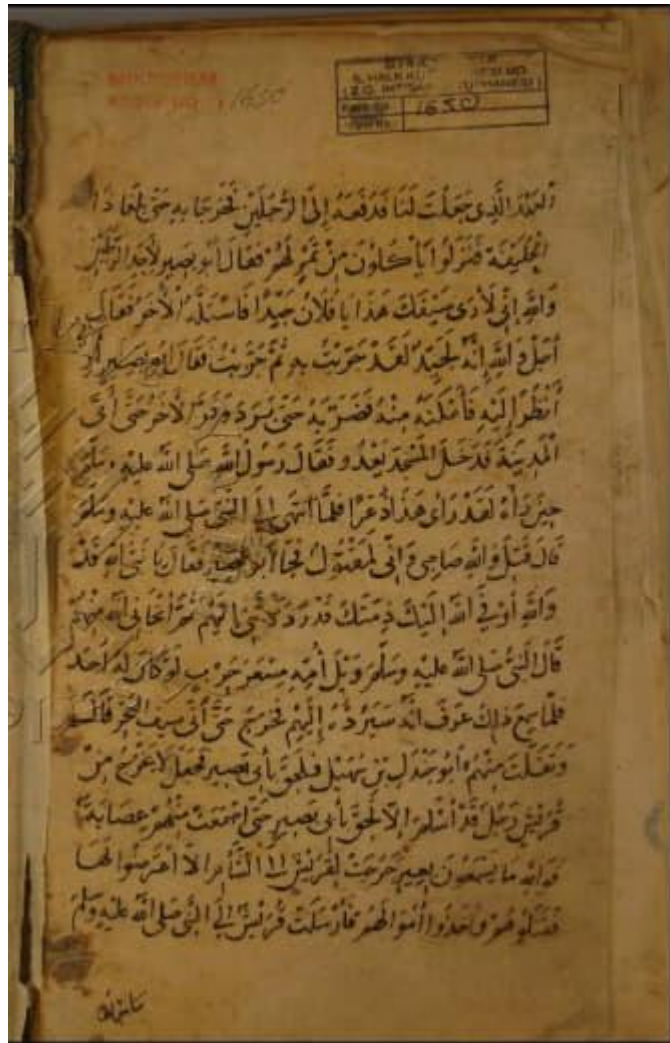 1650
1650
العهد الذي جعلت لنا فدفعه إلى الرجلين فخرجا به حتى بلغا ذا
الحليفة فنزلوا يأكلون من تمر لهم فقال أبو بصير لأحد الرجلين
والله إني لأرى سيفك هذا يا فلان جيدا فاستله الآخر فقال
أجل والله إنه لجيد لقد جربت به ثم جربت فقال أبو بصير أرني
أنظر إليه فأمكنه منه فضربه حتى برد وفر الآخر حتى أتى
المدينة فدخل المسجد يعدو فقال رسول الله صلى الله عليه وسلم
حين رآه لقد رأى هذا ذعرا فلما انتهى إلى النبي صلى الله عليه وسلم
قال قتل والله صاحبي وإني لمقتول فجاء أبو بصير فقال يا نبي الله قد
والله أوفى الله إليك ذمتك قد رددتني إليهم ثم أنجاني الله منهم
قال النبي صلى الله عليه وسلم ويل أمه مسعر حرب لو كان له أحد
فلما سمع ذلك عرف أنه سيرده إليهم فخرج حتى أتى سيف البحر قال
وتفلت منهم أبو جندل بن سهيل فلحق بأبي بصير فجعل لا يخرج من
قريش رجل قد أسلم إلا لحق بأبي بصير حتى اجتمعت منهم عصابة
فوالله ما يسمعون بعير خرجت لقريش إلى الشام إلا اعترضوا لها
فقتلوهم وأخذوا أموالهم فأرسلت قريش إلى النبي صلى الله عليه وسلم